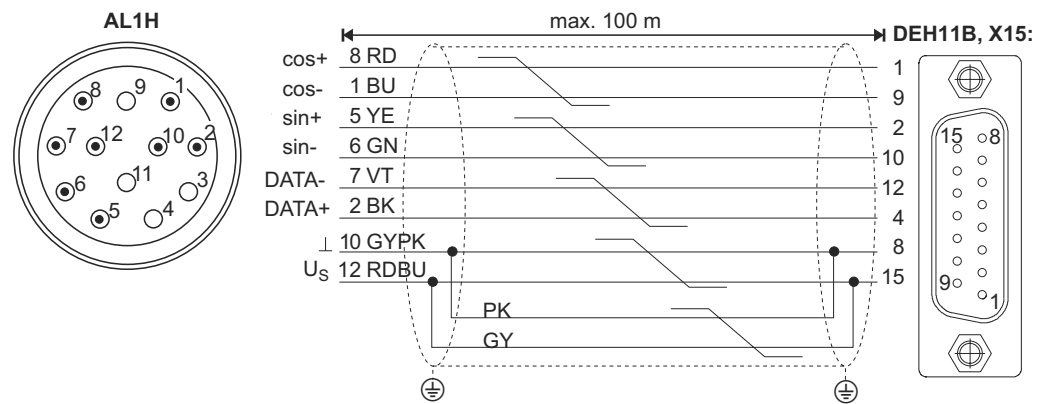 AL1H
max. 100 m
DEH11B, X15:
cos+ 8 RD 1
cos- 1 BU 9
sin+ 5 YE 2
sin- 6 GN 10
DATA- 7 VT 12
DATA+ 2 BK 4
⊥ 10 GYPK 8
US 12 RDBU 15
PK
GY
8 9 1
7 12 10 2
11
6 3
5 4
15 8
9 1